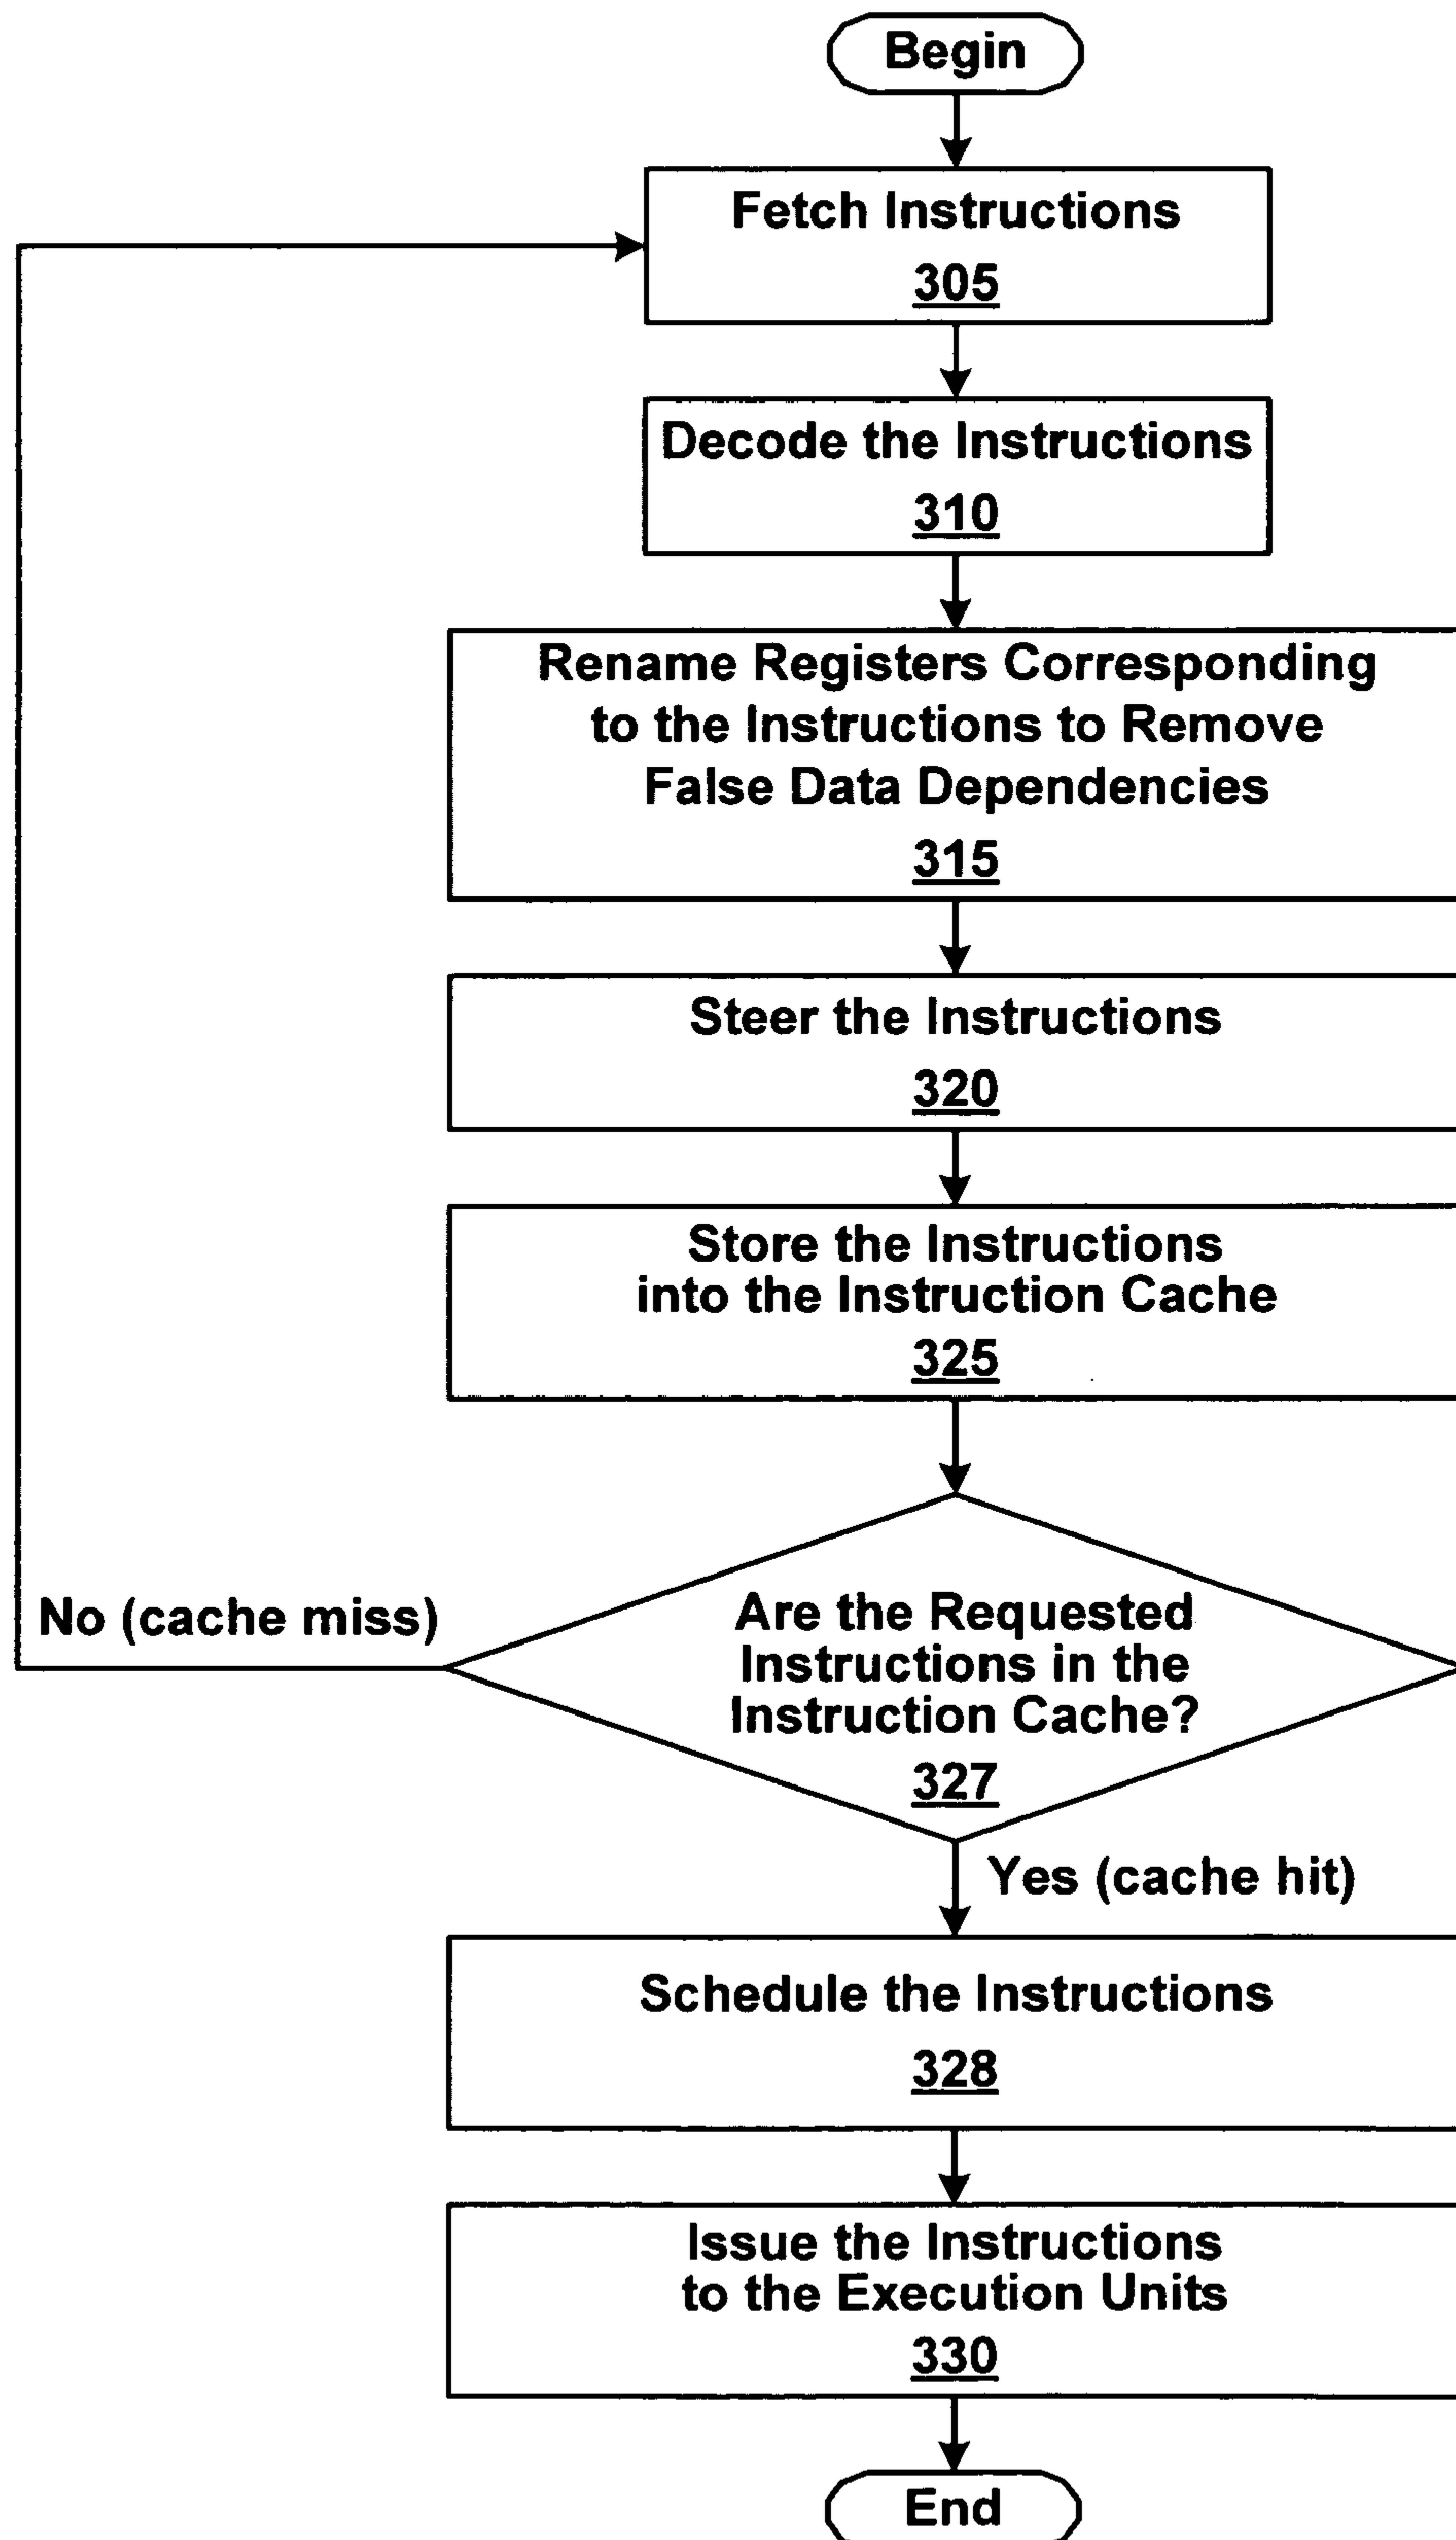 Begin
Fetch Instructions
305
Decode the Instructions
310
Rename Registers Corresponding
to the Instructions to Remove
False Data Dependencies
315
Steer the Instructions
320
Store the Instructions
into the Instruction Cache
325
No (cache miss)
Are the Requested
Instructions in the
Instruction Cache?
327
Yes (cache hit)
Schedule the Instructions
328
Issue the Instructions
to the Execution Units
330
End